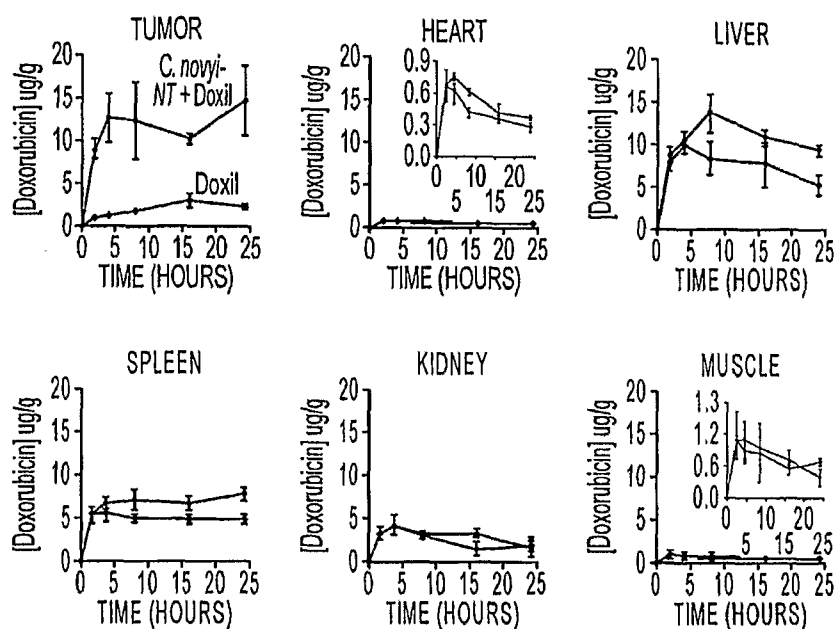 TUMOR
[Doxorubicin] ug/g
20
15
10
5
0
C. novyi-
NT + Doxil
Doxil
0 5 10 15 20 25
TIME (HOURS)
HEART
[Doxorubicin] ug/g
20
15
10
5
0
0.9
0.6
0.3
0.0
0 10 20
5 15 25
0 5 10 15 20 25
TIME (HOURS)
LIVER
[Doxorubicin] ug/g
20
15
10
5
0
0 5 10 15 20 25
TIME (HOURS)
SPLEEN
[Doxorubicin] ug/g
20
15
10
5
0
0 5 10 15 20 25
TIME (HOURS)
KIDNEY
[Doxorubicin] ug/g
20
15
10
5
0
0 5 10 15 20 25
TIME (HOURS)
MUSCLE
[Doxorubicin] ug/g
20
15
10
5
0
1.3
1.2
0.6
0.0
0 10 20
5 15 25
0 5 10 15 20 25
TIME (HOURS)